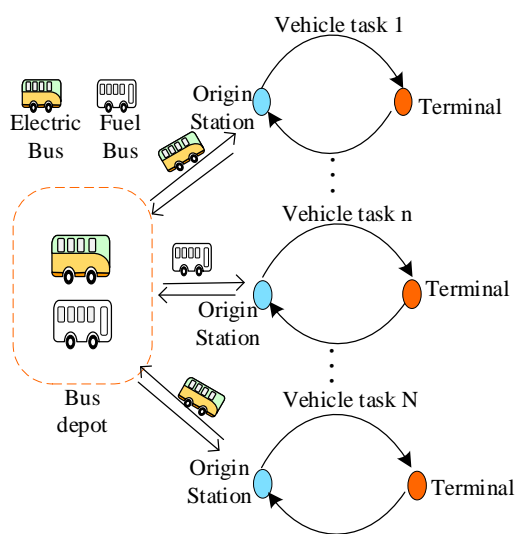 Vehicle task 1
Electric
Bus
Fuel
Bus
Origin
Station
Terminal
Vehicle task n
Origin
Station
Terminal
Bus
depot
Vehicle task N
Origin
Station
Terminal